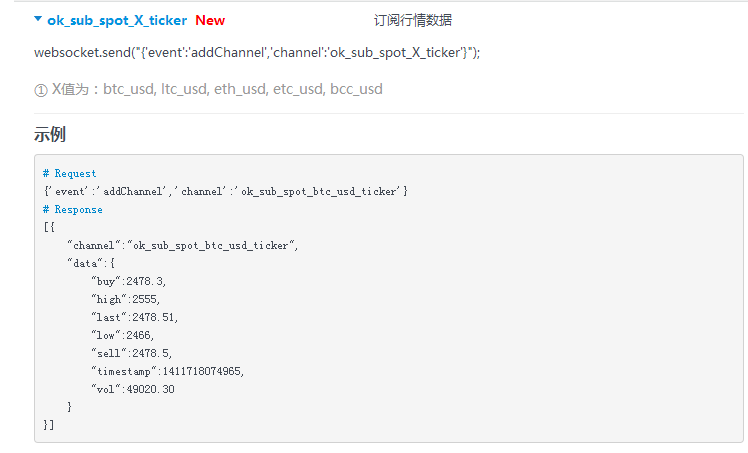 ok_sub_spot_X_ticker New 订阅行情数据
websocket.send("{'event':'addChannel','channel':'ok_sub_spot_X_ticker'}");
① X值为：btc_usd, ltc_usd, eth_usd, etc_usd, bcc_usd
示例
# Request
{'event':'addChannel','channel':'ok_sub_spot_btc_usd_ticker'}
# Response
[{
"channel":"ok_sub_spot_btc_usd_ticker",
"data":{
"buy":2478.3,
"high":2555,
"last":2478.51,
"low":2466,
"sell":2478.5,
"timestamp":1411718074965,
"vol":49020.30
}
}]